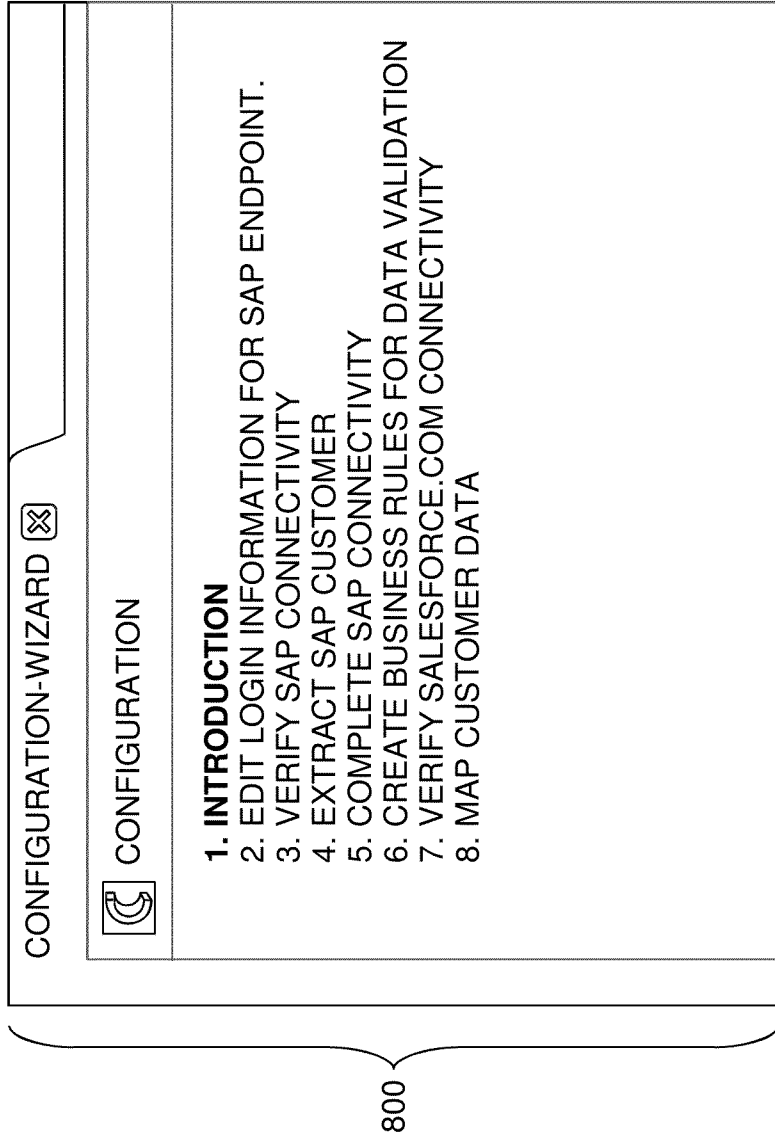 CONFIGURATION-WIZARD
CONFIGURATION
1. INTRODUCTION
2. EDIT LOGIN INFORMATION FOR SAP ENDPOINT.
3. VERIFY SAP CONNECTIVITY
4. EXTRACT SAP CUSTOMER
5. COMPLETE SAP CONNECTIVITY
6. CREATE BUSINESS RULES FOR DATA VALIDATION
7. VERIFY SALESFORCE.COM CONNECTIVITY
8. MAP CUSTOMER DATA
800